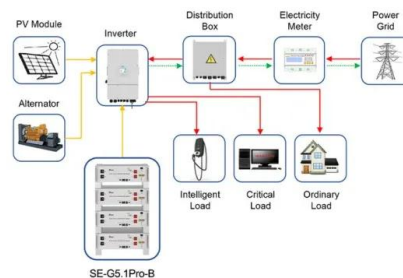 PV Module
Inverter
Distribution
Box
Electricity
Meter
Power
Grid
Alternator
Intelligent
Load
Critical
Load
Ordinary
Load
SE-G5.1Pro-B